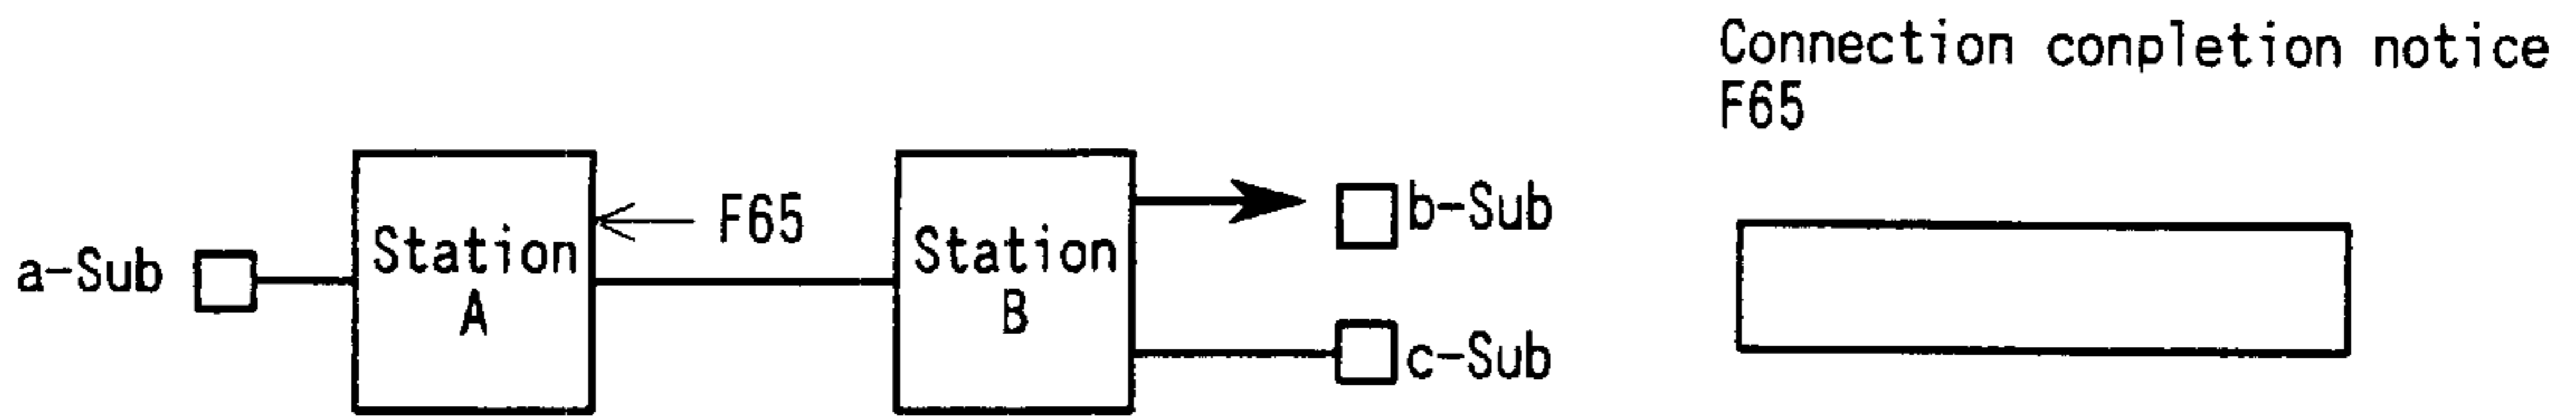 Connection conpletion notice
F65
a-Sub
Station
A
F65
Station
B
b-Sub
c-Sub